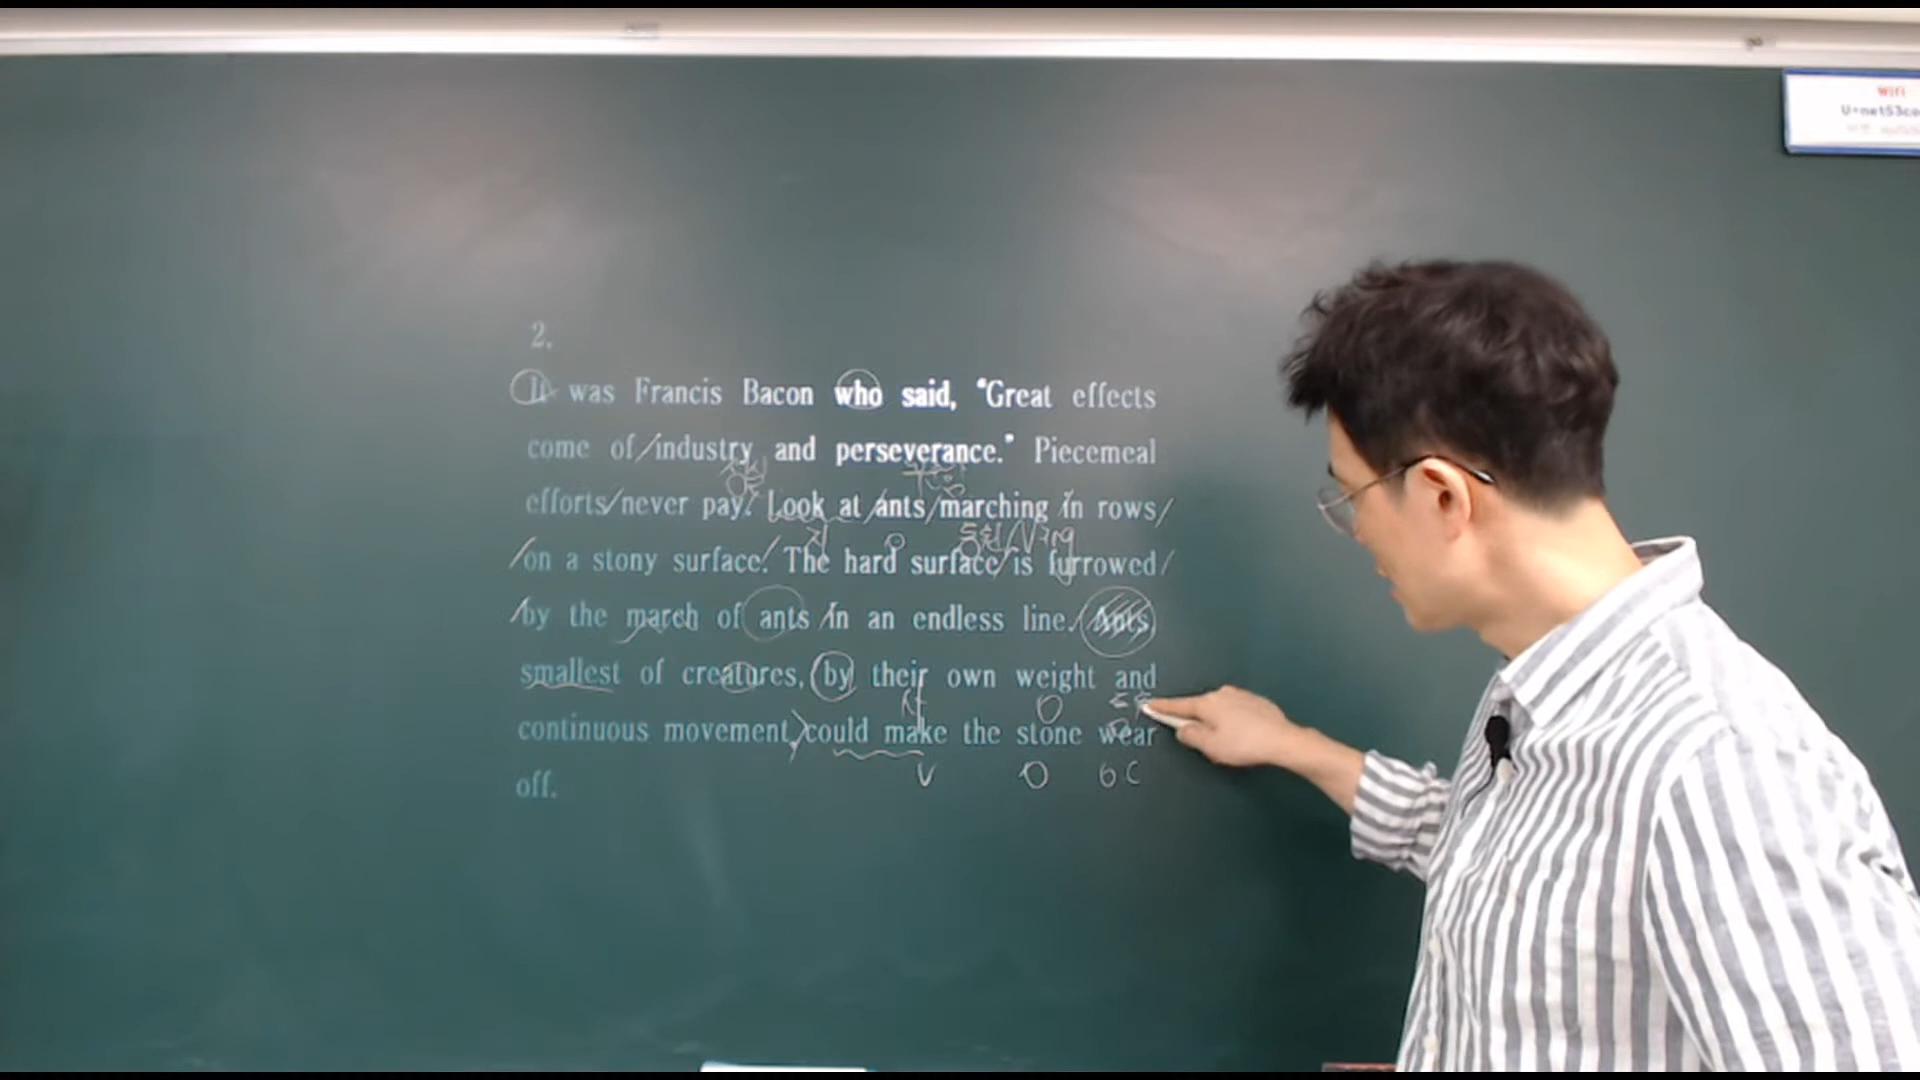 Wifi
U+net53co
2.
It was Francis Bacon who said, "Great effects
come of industry and perseverance." Piecemeal
efforts never pay. Look at ants marching in rows
on a stony surface. The hard surface is furrowed
by the march of ants in an endless line. Ants,
smallest of creatures, by their own weight and
continuous movement, could make the stone wear
V O O C
off.